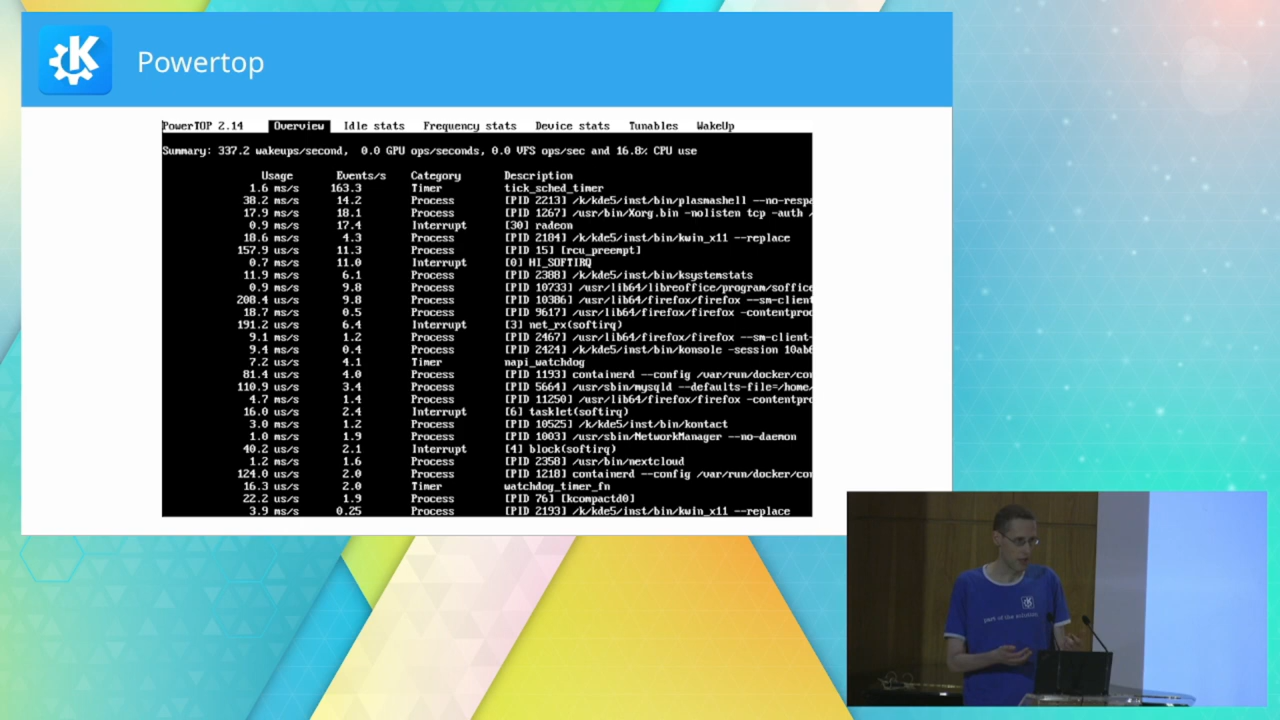 Powertop
PowerTOP 2.14 Overview Idle stats Frequency stats Device stats Tunables WakeUp
Summary: 337.2 wakeups/second, 0.0 GPU ops/seconds, 0.0 VFS ops/sec and 16.8% CPU use
Usage Events/s Category Description
1.6 ms/s 163.3 Timer tick_sched_timer
38.2 ms/s 14.2 Process [PID 2213] /k/kde5/inst/bin/plasmashell --no-respa
17.9 ms/s 18.1 Process [PID 1267] /usr/bin/Xorg.bin -nolisten tcp -auth /
0.9 ms/s 17.4 Interrupt [30] radeon
18.6 ms/s 4.3 Process [PID 2184] /k/kde5/inst/bin/kwin_x11 --replace
157.9 us/s 11.3 Process [PID 15] [rcu_preempt]
0.7 ms/s 11.0 Interrupt [0] HI_SOFTIRQ
11.9 ms/s 6.1 Process [PID 2388] /k/kde5/inst/bin/ksystemstats
0.9 ms/s 9.8 Process [PID 10733] /usr/lib64/libreoffice/program/soffice
208.4 us/s 9.8 Process [PID 10386] /usr/lib64/firefox/firefox --sm-client
18.7 ms/s 0.5 Process [PID 9617] /usr/lib64/firefox/firefox -contentproc
191.2 us/s 6.4 Interrupt [3] net_rx(softirq)
9.1 ms/s 1.2 Process [PID 2467] /usr/lib64/firefox/firefox --sm-client-
9.4 ms/s 0.4 Process [PID 2424] /k/kde5/inst/bin/konsole -session 10ab6
7.2 us/s 4.1 Timer napi_watchdog
81.4 us/s 4.0 Process [PID 1193] containerd --config /var/run/docker/con
110.9 us/s 3.4 Process [PID 5664] /usr/sbin/mysqld --defaults-file=/home/
4.7 ms/s 1.4 Process [PID 11250] /usr/lib64/firefox/firefox -contentpro
16.0 us/s 2.4 Interrupt [6] tasklet(softirq)
3.0 ms/s 1.2 Process [PID 10525] /k/kde5/inst/bin/kontact
1.0 ms/s 1.9 Process [PID 1003] /usr/sbin/NetworkManager --no-daemon
40.2 us/s 2.1 Interrupt [4] block(softirq)
1.2 ms/s 1.6 Process [PID 2358] /usr/bin/nextcloud
124.0 us/s 2.0 Process [PID 1218] containerd --config /var/run/docker/con
16.3 us/s 2.0 Timer watchdog_timer_fn
22.2 us/s 1.9 Process [PID 76] [kcompactd0]
3.9 ms/s 0.25 Process [PID 2193] /k/kde5/inst/bin/kwin_x11 --replace
part of the solution